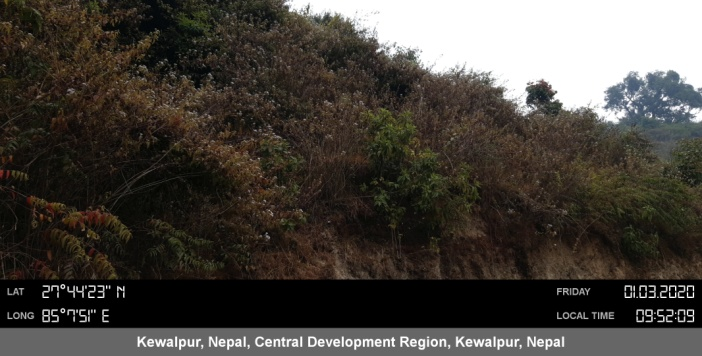 LAT 27°44'23" N
LONG 85°7'51" E
FRIDAY 01.03.2020
LOCAL TIME 09:52:09
Kewalpur, Nepal, Central Development Region, Kewalpur, Nepal